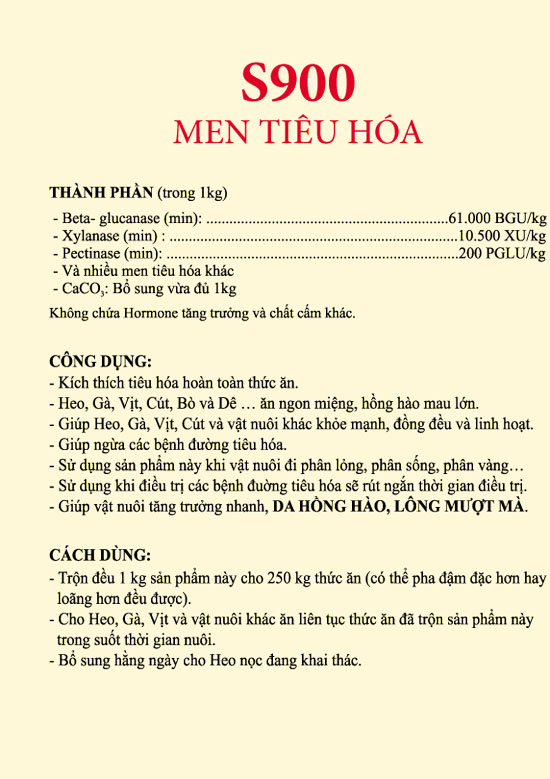 S900
MEN TIÊU HÓA
THÀNH PHẦN (trong 1kg)
- Beta- glucanase (min): ..............................................................61.000 BGU/kg
- Xylanase (min) : .........................................................................10.500 XU/kg
- Pectinase (min): ..........................................................................200 PGLU/kg
- Và nhiều men tiêu hóa khác
- CaCO₃: Bổ sung vừa đủ 1kg
Không chứa Hormone tăng trưởng và chất cấm khác.
CÔNG DỤNG:
- Kích thích tiêu hóa hoàn toàn thức ăn.
- Heo, Gà, Vịt, Cút, Bò và Dê … ăn ngon miệng, hồng hào mau lớn.
- Giúp Heo, Gà, Vịt, Cút và vật nuôi khác khỏe mạnh, đồng đều và linh hoạt.
- Giúp ngừa các bệnh đường tiêu hóa.
- Sử dụng sản phẩm này khi vật nuôi đi phân lỏng, phân sống, phân vàng…
- Sử dụng khi điều trị các bệnh đuờng tiêu hóa sẽ rút ngắn thời gian điều trị.
- Giúp vật nuôi tăng trưởng nhanh, DA HỒNG HÀO, LÔNG MƯỢT MÀ.
CÁCH DÙNG:
- Trộn đều 1 kg sản phẩm này cho 250 kg thức ăn (có thể pha đậm đặc hơn hay
loãng hơn đều được).
- Cho Heo, Gà, Vịt và vật nuôi khác ăn liên tục thức ăn đã trộn sản phẩm này
trong suốt thời gian nuôi.
- Bổ sung hằng ngày cho Heo nọc đang khai thác.